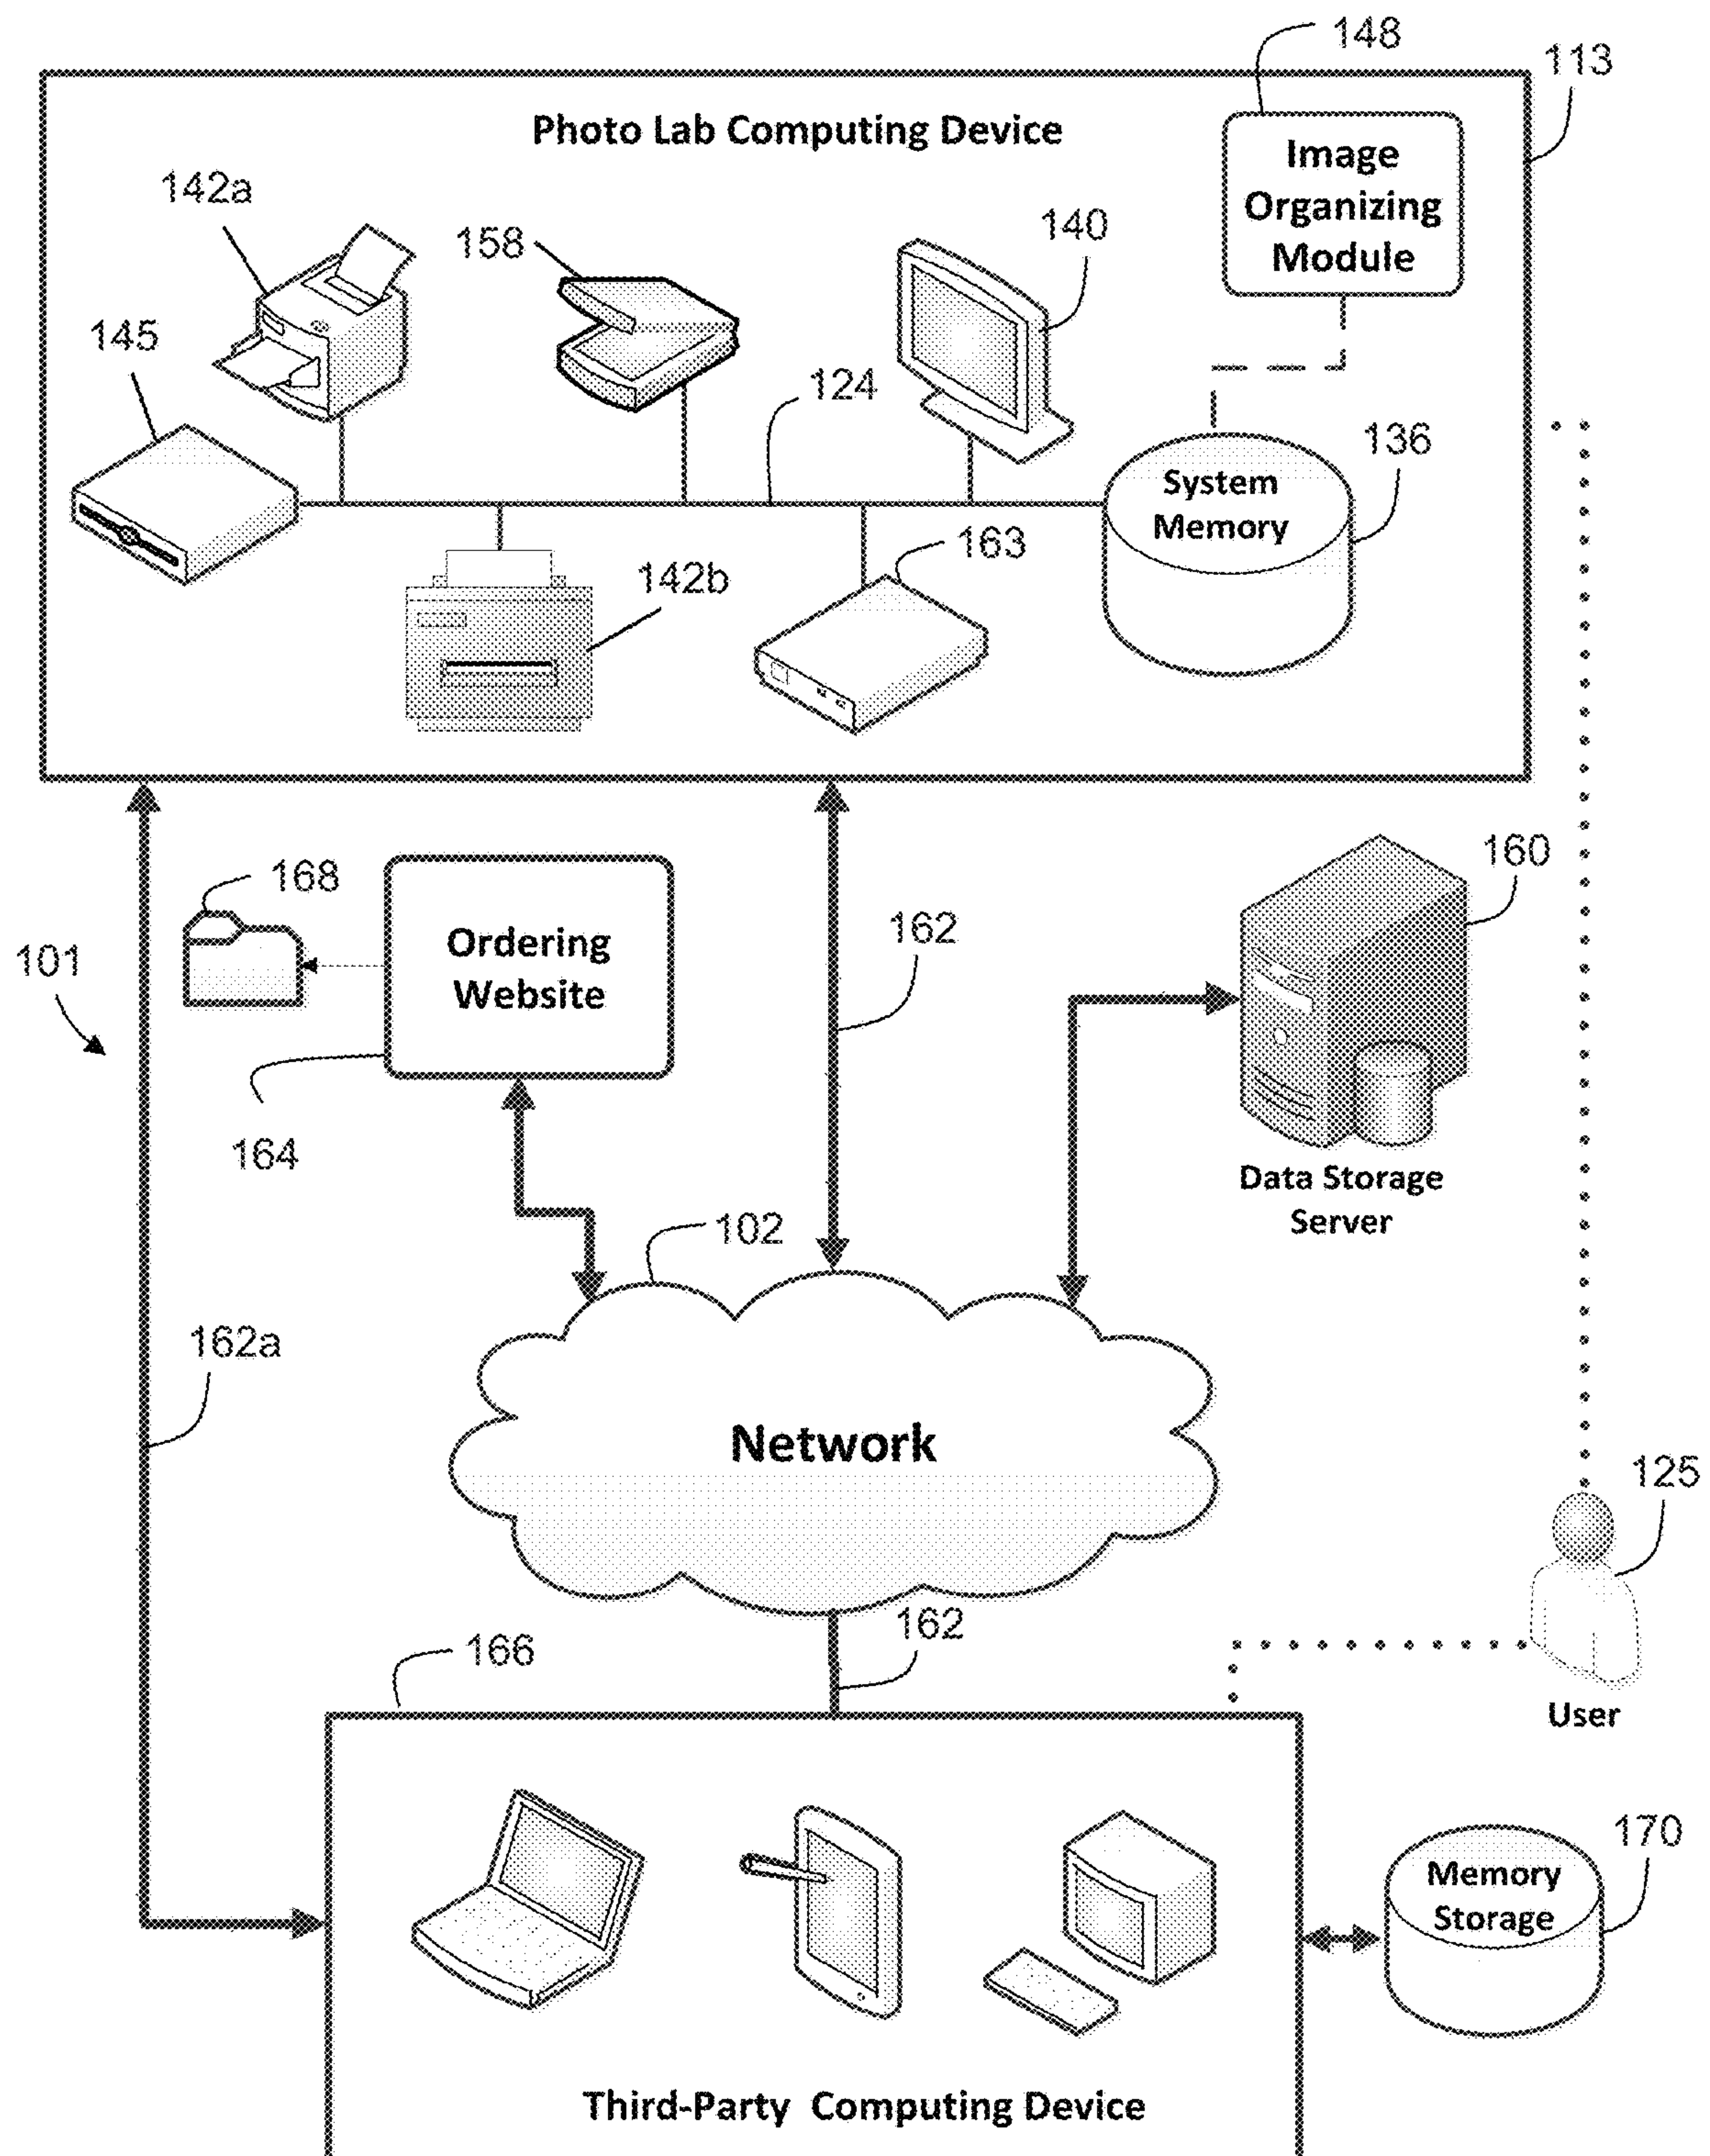 148
113
Photo Lab Computing Device
Image
Organizing
Module
142a
158
140
145
124
136
System
Memory
163
142b
160
168
Ordering
Website
162
101
164
Data Storage
Server
102
162a
Network
125
162
166
User
170
Memory
Storage
Third-Party Computing Device